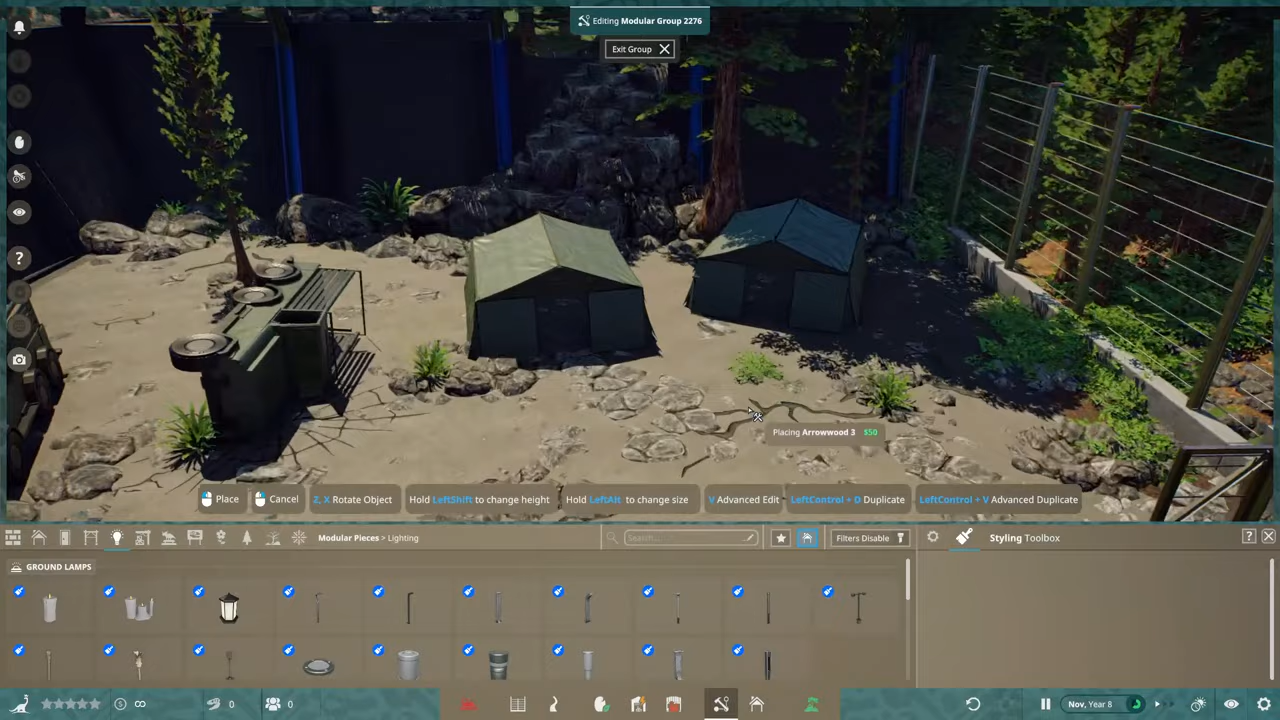 Editing Modular Group 2276
Exit Group
Placing Arrowwood 3 $50
Place
Cancel
Z, X Rotate Object
Hold LeftShift to change height
Hold LeftAlt to change size
V Advanced Edit
LeftControl + D Duplicate
LeftControl + V Advanced Duplicate
Modular Pieces > Lighting
Search...
Filters Disable
Styling Toolbox
?
GROUND LAMPS
∞
0
0
Nov, Year 8
?